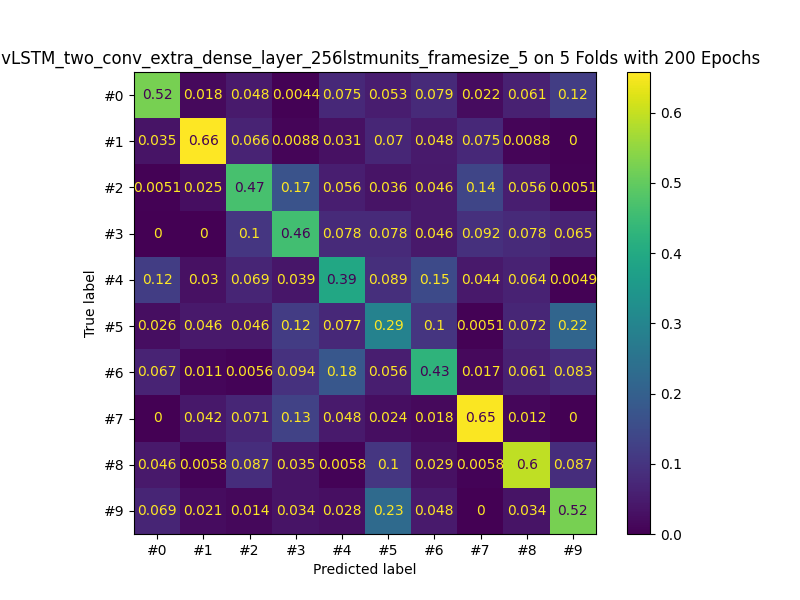 vLSTM_two_conv_extra_dense_layer_256lstmunits_framesize_5 on 5 Folds with 200 Epochs
#0 0.52 0.018 0.048 0.0044 0.075 0.053 0.079 0.022 0.061 0.12
#1 0.035 0.66 0.066 0.0088 0.031 0.07 0.048 0.075 0.0088 0
#2 0.0051 0.025 0.47 0.17 0.056 0.036 0.046 0.14 0.056 0.0051
#3 0 0 0.1 0.46 0.078 0.078 0.046 0.092 0.078 0.065
#4 0.12 0.03 0.069 0.039 0.39 0.089 0.15 0.044 0.064 0.0049
#5 0.026 0.046 0.046 0.12 0.077 0.29 0.1 0.0051 0.072 0.22
#6 0.067 0.011 0.0056 0.094 0.18 0.056 0.43 0.017 0.061 0.083
#7 0 0.042 0.071 0.13 0.048 0.024 0.018 0.65 0.012 0
#8 0.046 0.0058 0.087 0.035 0.0058 0.1 0.029 0.0058 0.6 0.087
#9 0.069 0.021 0.014 0.034 0.028 0.23 0.048 0 0.034 0.52
#0 #1 #2 #3 #4 #5 #6 #7 #8 #9
Predicted label
True label
0.6
0.5
0.4
0.3
0.2
0.1
0.0